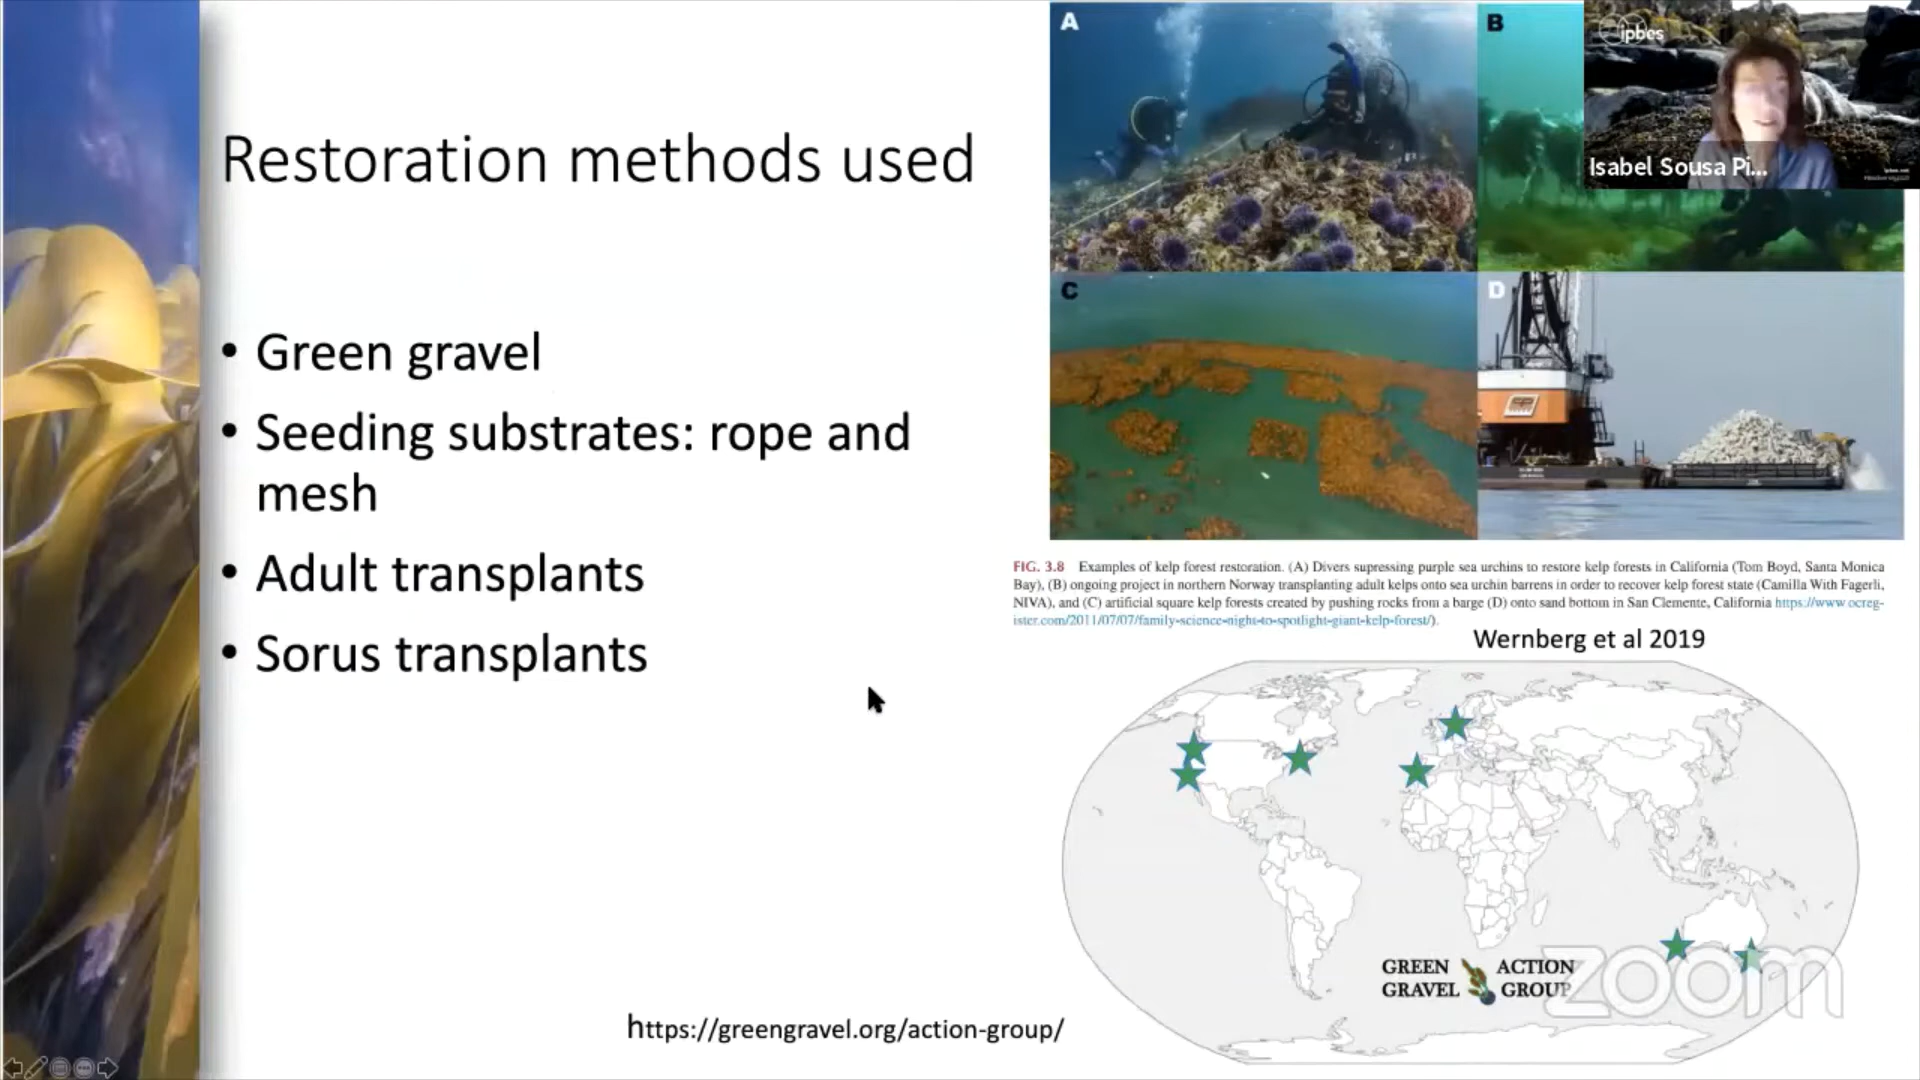 Restoration methods used
• Green gravel
• Seeding substrates: rope and
mesh
• Adult transplants
• Sorus transplants
https://greengravel.org/action-group/
A
B
ipbes
Isabel Sousa Pi...
C
D
FIG. 3.8 Examples of kelp forest restoration. (A) Divers supressing purple sea urchins to restore kelp forests in California (Tom Boyd, Santa Monica
Bay), (B) ongoing project in northern Norway transplanting adult kelps onto sea urchin barrens in order to recover kelp forest state (Camilla With Fagerli,
NIVA), and (C) artificial square kelp forests created by pushing rocks from a barge (D) onto sand bottom in San Clemente, California https://www.ocreg-
ister.com/2011/07/07/family-science-night-to-spotlight-giant-kelp-forest/).
Wernberg et al 2019
GREEN ACTION
GRAVEL GROUP
zoom